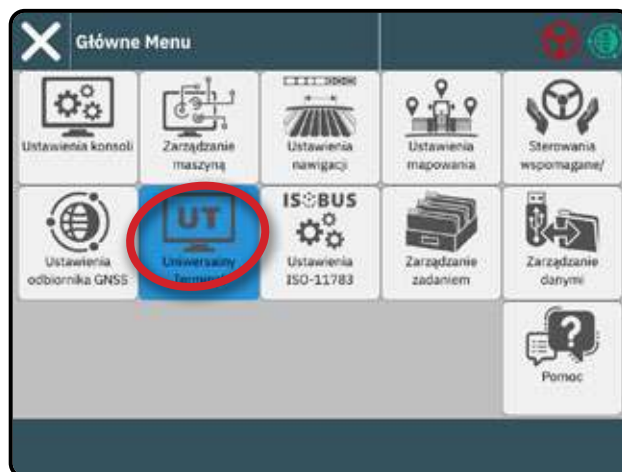 Główne Menu
Ustawienia konsoli
Zarządzanie
maszyną
Ustawienia
nawigacji
Ustawienia
mapowania
Sterowania
wspomagane/
Ustawienia
odbiornika GNSS
UT
Uniwersalny
Terminal
ISOBUS
Ustawienia
ISO-11783
Zarządzanie
zadaniem
Zarządzanie
danymi
Pomoc